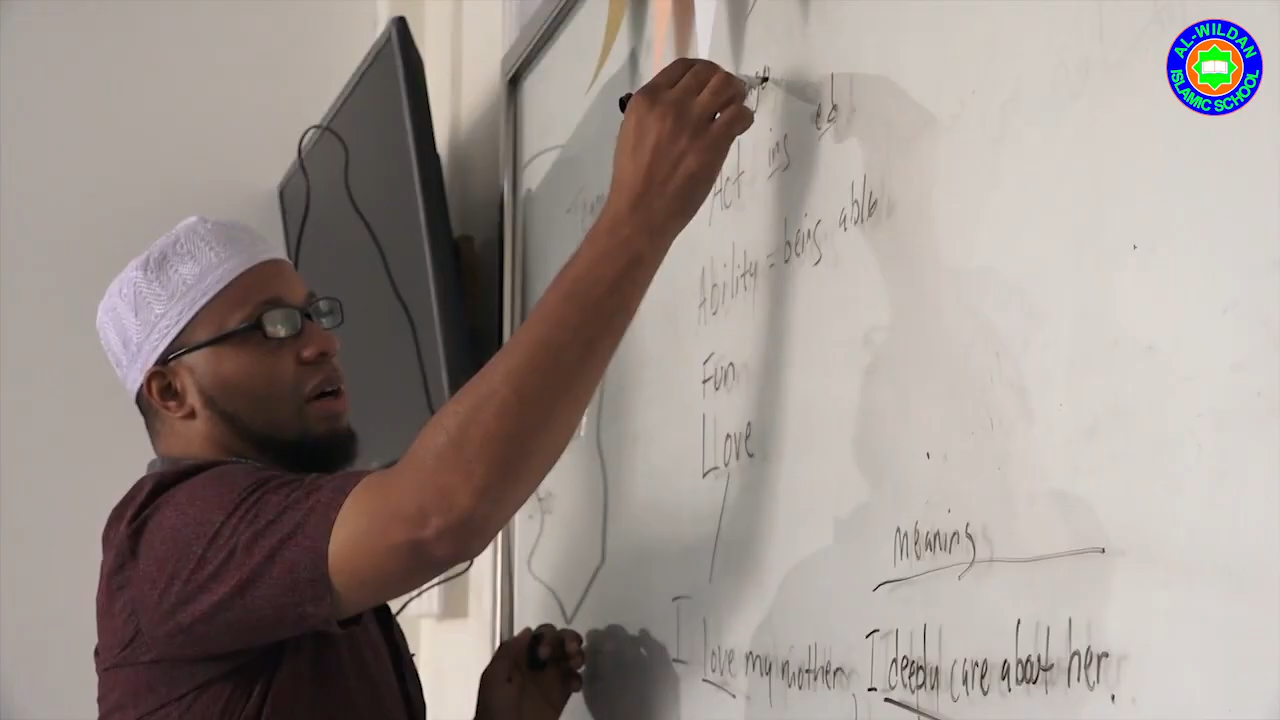 AL-WILDAN
ISLAMIC SCHOOL
Act ing ed
Ability = being able
Fun
LLove
meaning
I love my mother, I deeply care about her.